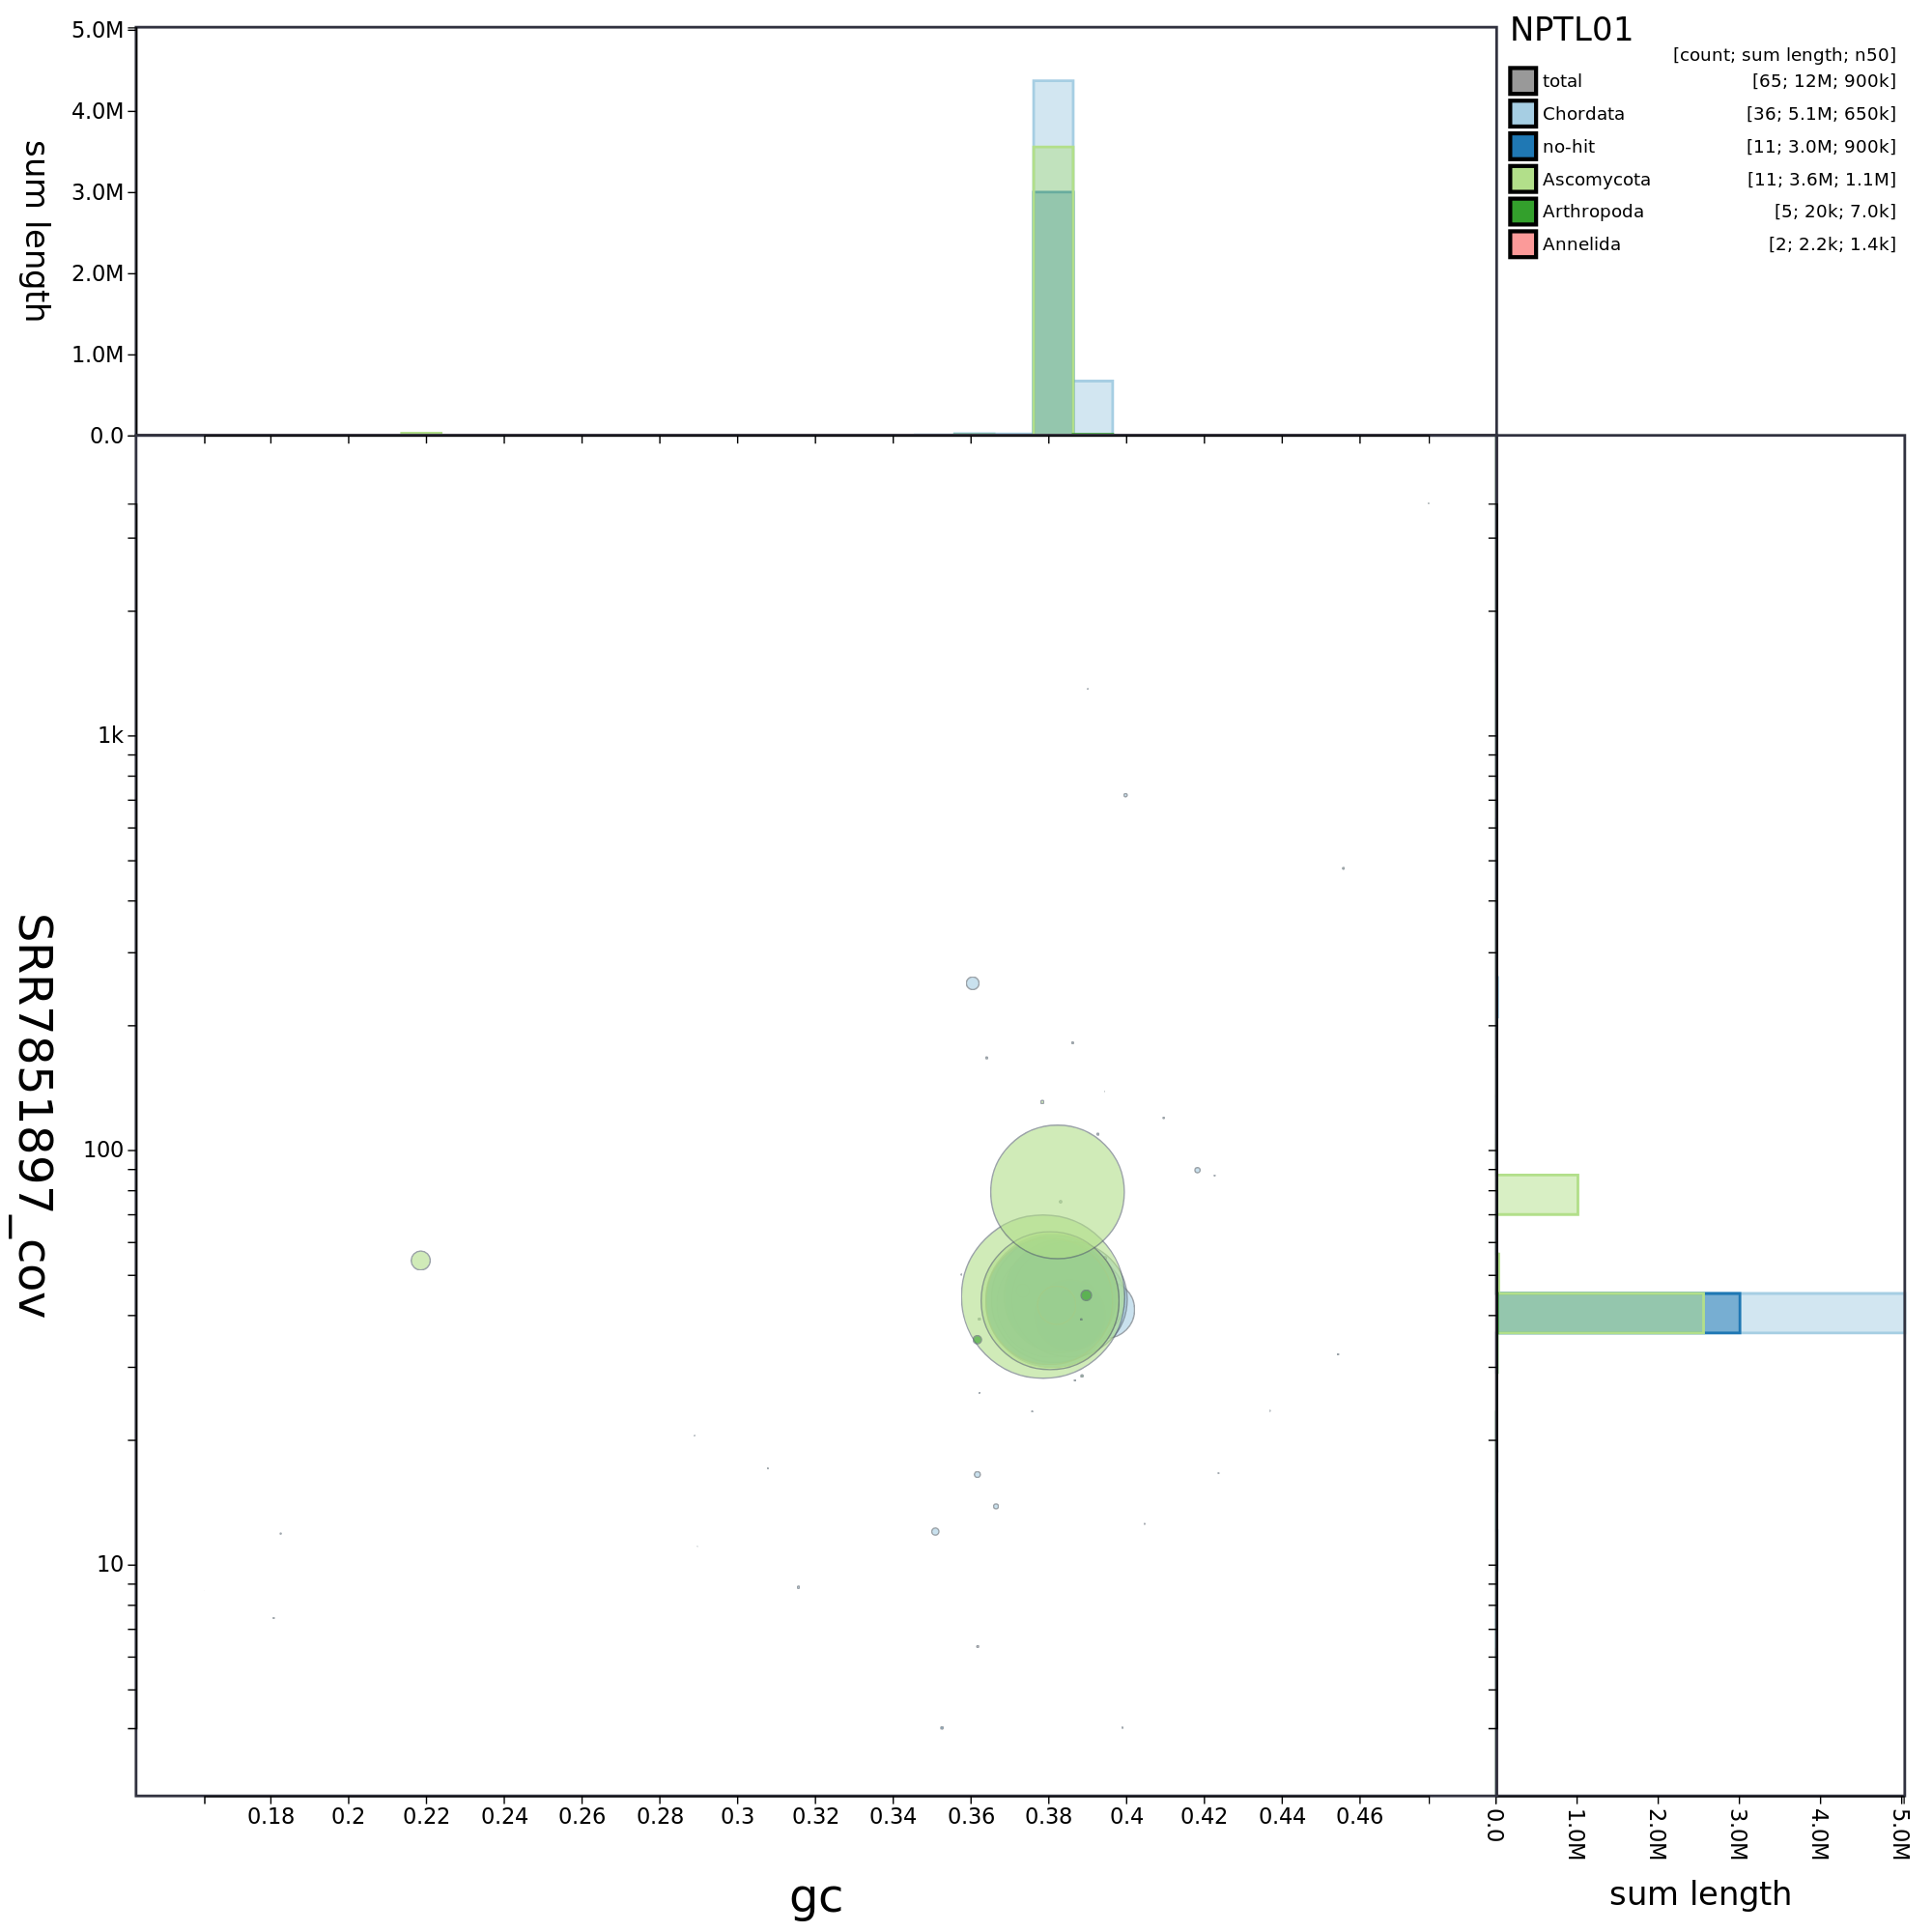 NPTL01
[count; sum length; n50]
total [65; 12M; 900k]
Chordata [36; 5.1M; 650k]
no-hit [11; 3.0M; 900k]
Ascomycota [11; 3.6M; 1.1M]
Arthropoda [5; 20k; 7.0k]
Annelida [2; 2.2k; 1.4k]
sum length
5.0M
4.0M
3.0M
2.0M
1.0M
0.0
SRR7851897_cov
1k
100
10
0.18 0.2 0.22 0.24 0.26 0.28 0.3 0.32 0.34 0.36 0.38 0.4 0.42 0.44 0.46
gc
0.0 1.0M 2.0M 3.0M 4.0M 5.0M
sum length